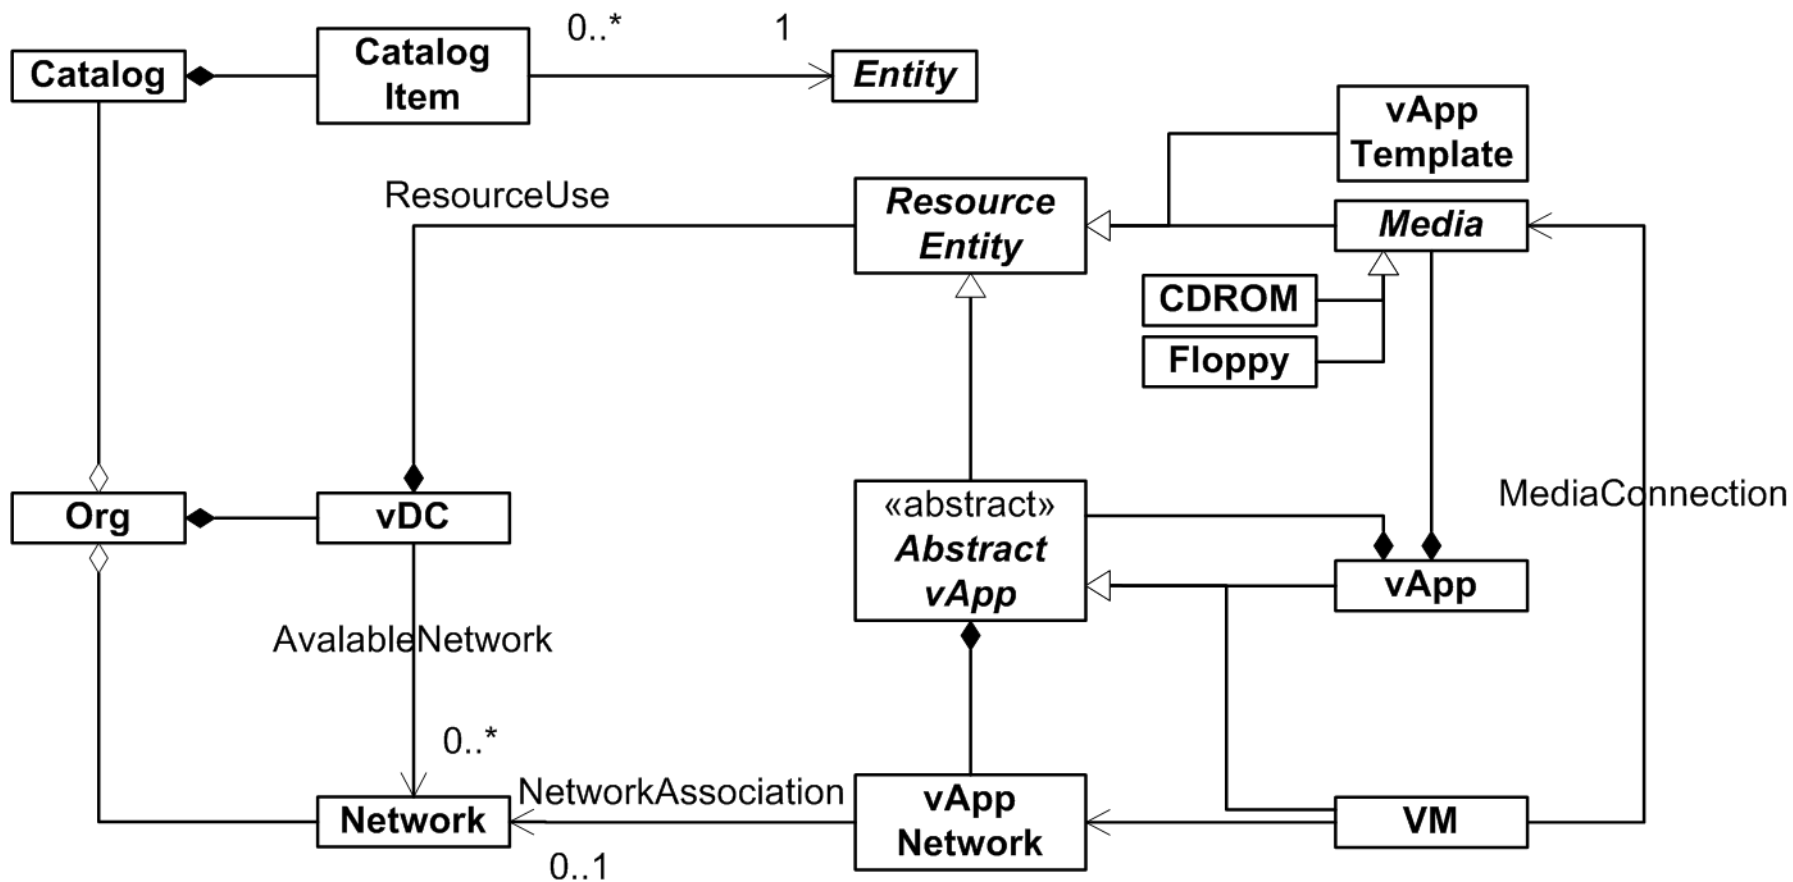 0..*
1
Catalog
Catalog
Item
Entity
vApp
Template
ResourceUse
Resource
Entity
Media
CDROM
Floppy
MediaConnection
Org
vDC
«abstract»
Abstract
vApp
vApp
AvalableNetwork
0..*
NetworkAssociation
Network
vApp
Network
VM
0..1